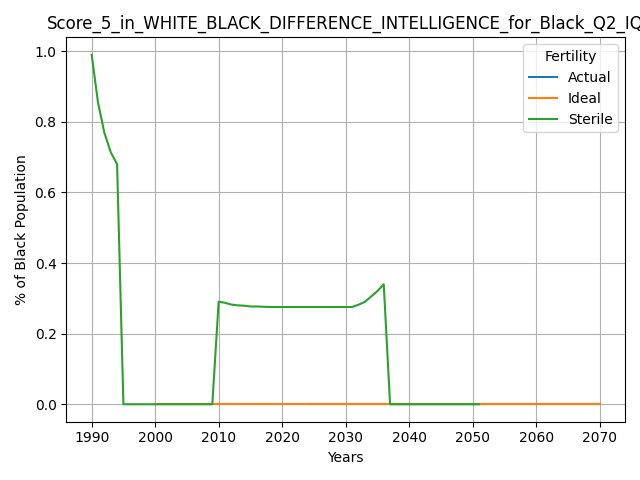 Score_5_in_WHITE_BLACK_DIFFERENCE_INTELLIGENCE_for_Black_Q2_IQ
Fertility
Actual
Ideal
Sterile
% of Black Population
1.0
0.8
0.6
0.4
0.2
0.0
1990 2000 2010 2020 2030 2040 2050 2060 2070
Years